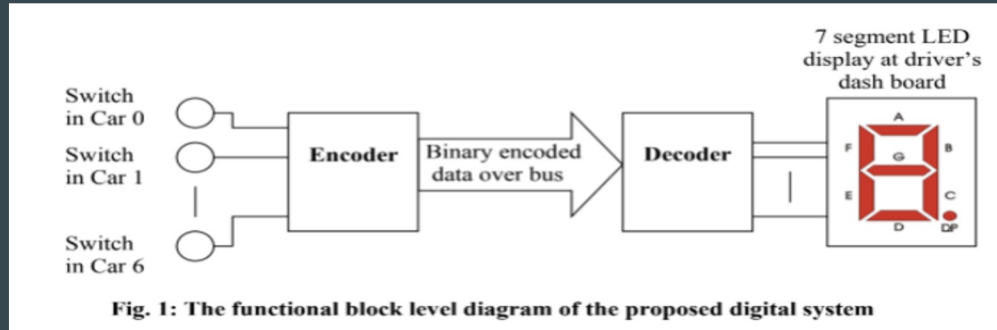 7 segment LED
display at driver's
dash board
Switch
in Car 0
Switch
in Car 1
Switch
in Car 6
Encoder
Binary encoded
data over bus
Decoder
A
F
B
G
E
C
D
DP
Fig. 1: The functional block level diagram of the proposed digital system